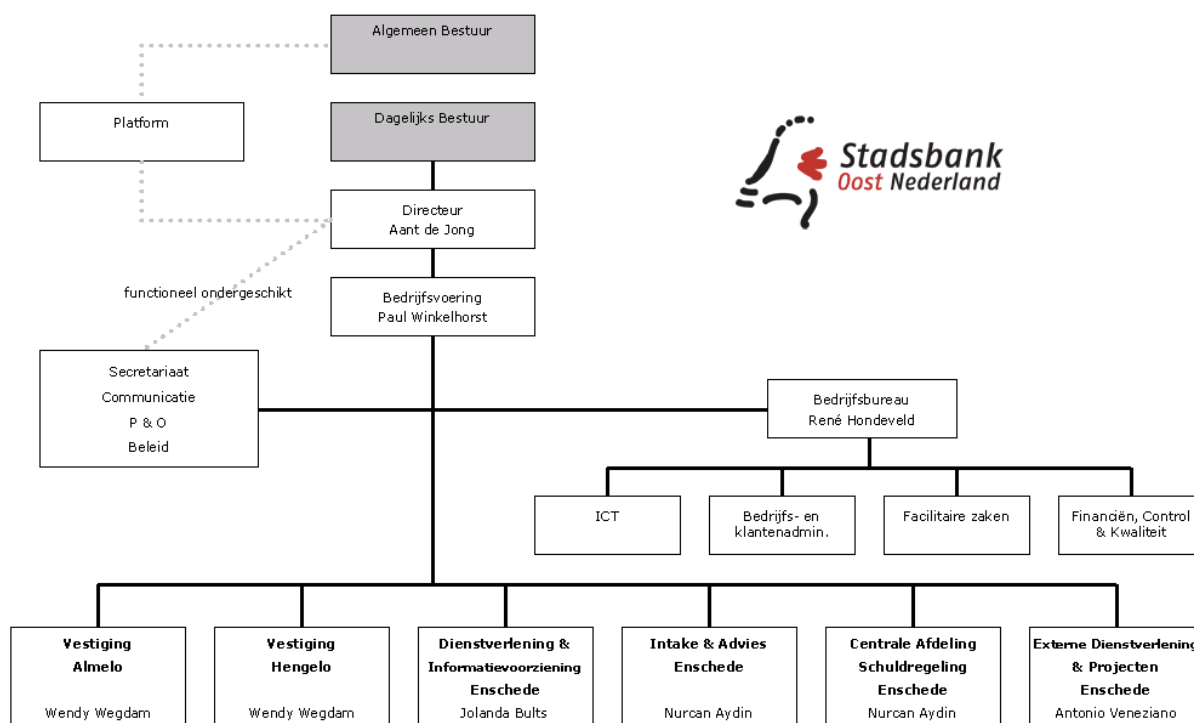 Algemeen Bestuur
Platform
Dagelijks Bestuur
Stadsbank
Oost Nederland
Directeur
Aant de Jong
functioneel ondergeschikt
Bedrijfsvoering
Paul Winkelhorst
Secretariaat
Communicatie
P & O
Beleid
Bedrijfsbureau
René Hondeveld
ICT
Bedrijfs- en
klantenadmin.
Facilitaire zaken
Financiën, Control
& Kwaliteit
Vestiging
Almelo
Wendy Wegdam
Vestiging
Hengelo
Wendy Wegdam
Dienstverlening &
Informatievoorziening
Enschede
Jolanda Bults
Intake & Advies
Enschede
Nurcan Aydin
Centrale Afdeling
Schuldregeling
Enschede
Nurcan Aydin
Externe Dienstverlening
& Projecten
Enschede
Antonio Veneziano